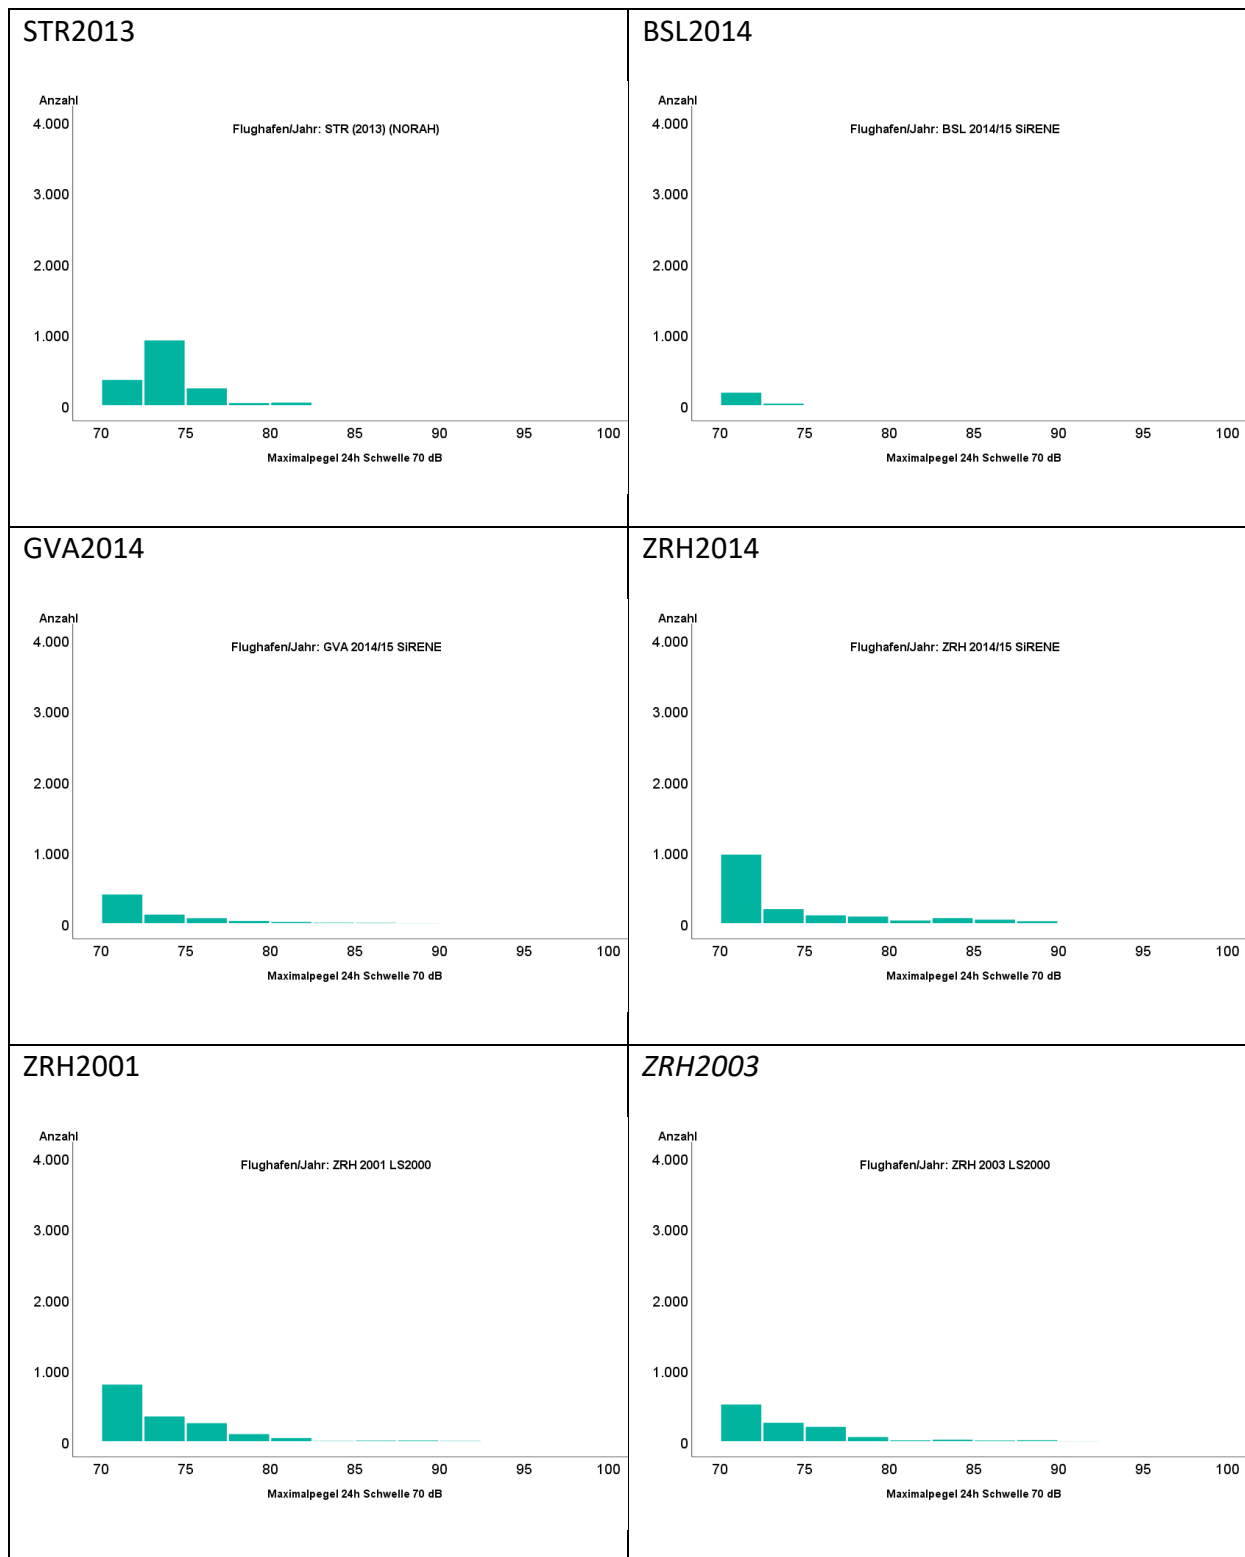 STR2013
Anzahl
Flughafen/Jahr: STR (2013) (NORAH)
4.000
3.000
2.000
1.000
0
70 75 80 85 90 95 100
Maximalpegel 24h Schwelle 70 dB
BSL2014
Anzahl
Flughafen/Jahr: BSL 2014/15 SiRENE
4.000
3.000
2.000
1.000
0
70 75 80 85 90 95 100
Maximalpegel 24h Schwelle 70 dB
GVA2014
Anzahl
Flughafen/Jahr: GVA 2014/15 SiRENE
4.000
3.000
2.000
1.000
0
70 75 80 85 90 95 100
Maximalpegel 24h Schwelle 70 dB
ZRH2014
Anzahl
Flughafen/Jahr: ZRH 2014/15 SiRENE
4.000
3.000
2.000
1.000
0
70 75 80 85 90 95 100
Maximalpegel 24h Schwelle 70 dB
ZRH2001
Anzahl
Flughafen/Jahr: ZRH 2001 LS2000
4.000
3.000
2.000
1.000
0
70 75 80 85 90 95 100
Maximalpegel 24h Schwelle 70 dB
ZRH2003
Anzahl
Flughafen/Jahr: ZRH 2003 LS2000
4.000
3.000
2.000
1.000
0
70 75 80 85 90 95 100
Maximalpegel 24h Schwelle 70 dB